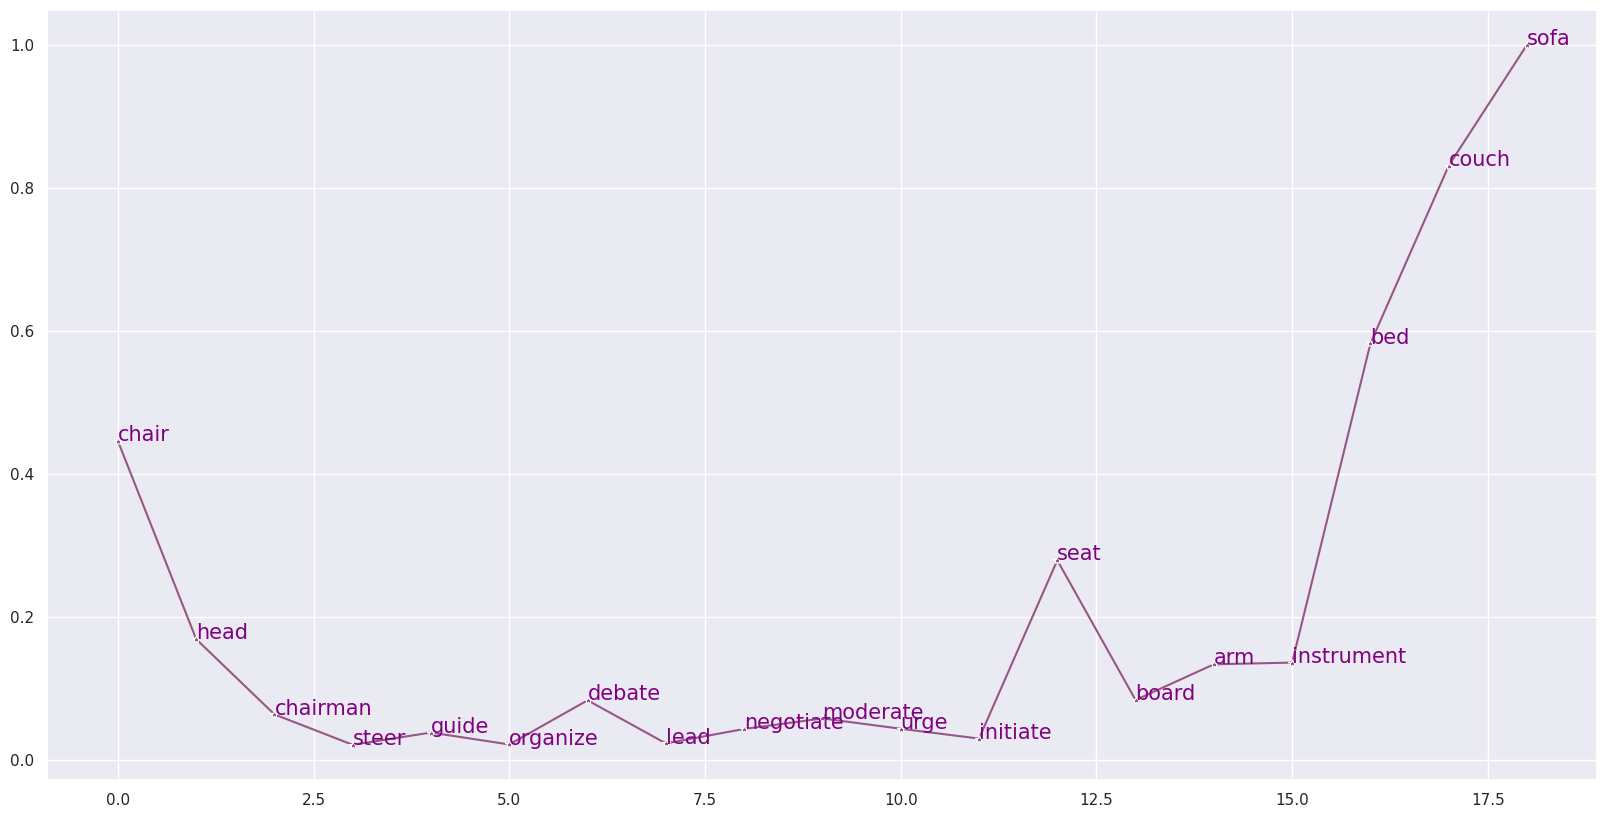 1.0
0.8
0.6
0.4
0.2
0.0
0.0
2.5
5.0
7.5
10.0
12.5
15.0
17.5
chair
head
chairman
steer
guide
organize
debate
lead
negotiate
moderate
urge
initiate
seat
board
arm
instrument
bed
couch
sofa